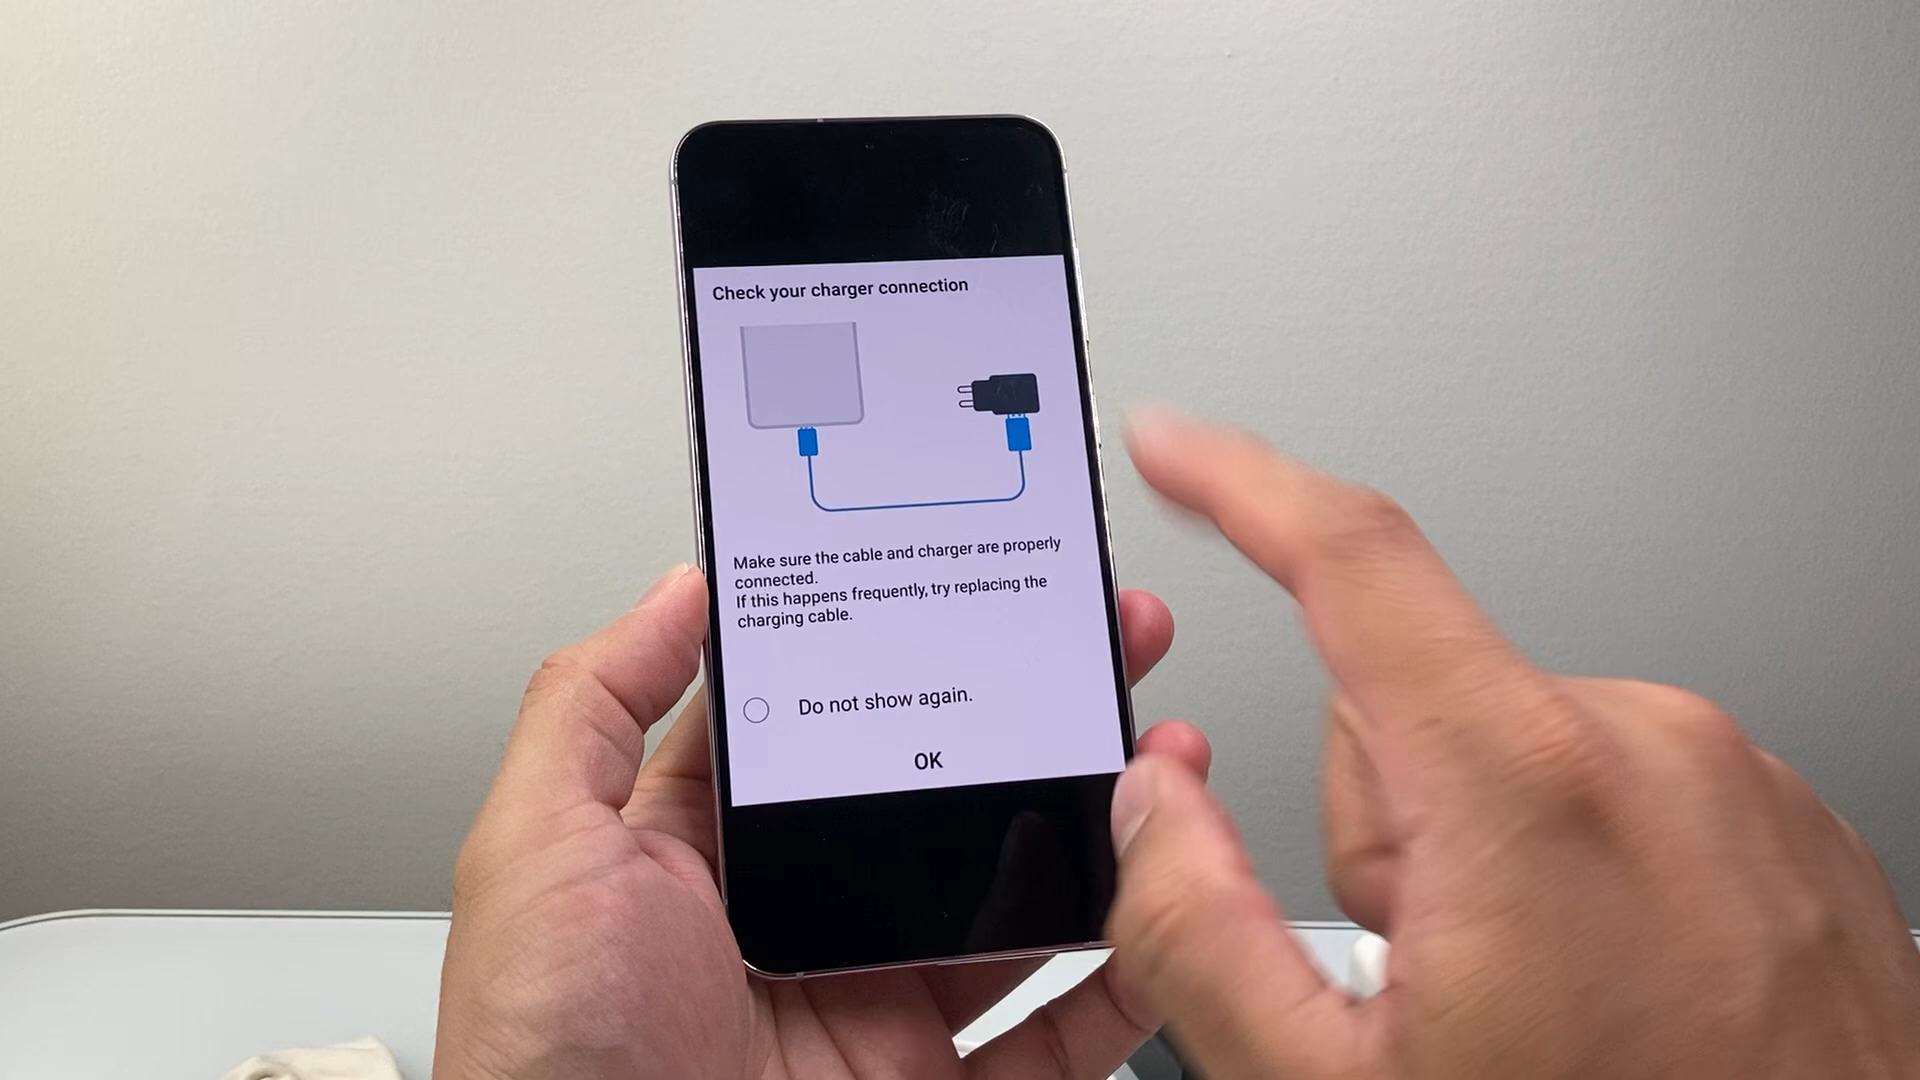 Check your charger connection
Make sure the cable and charger are properly
connected.
If this happens frequently, try replacing the
charging cable.
Do not show again.
OK